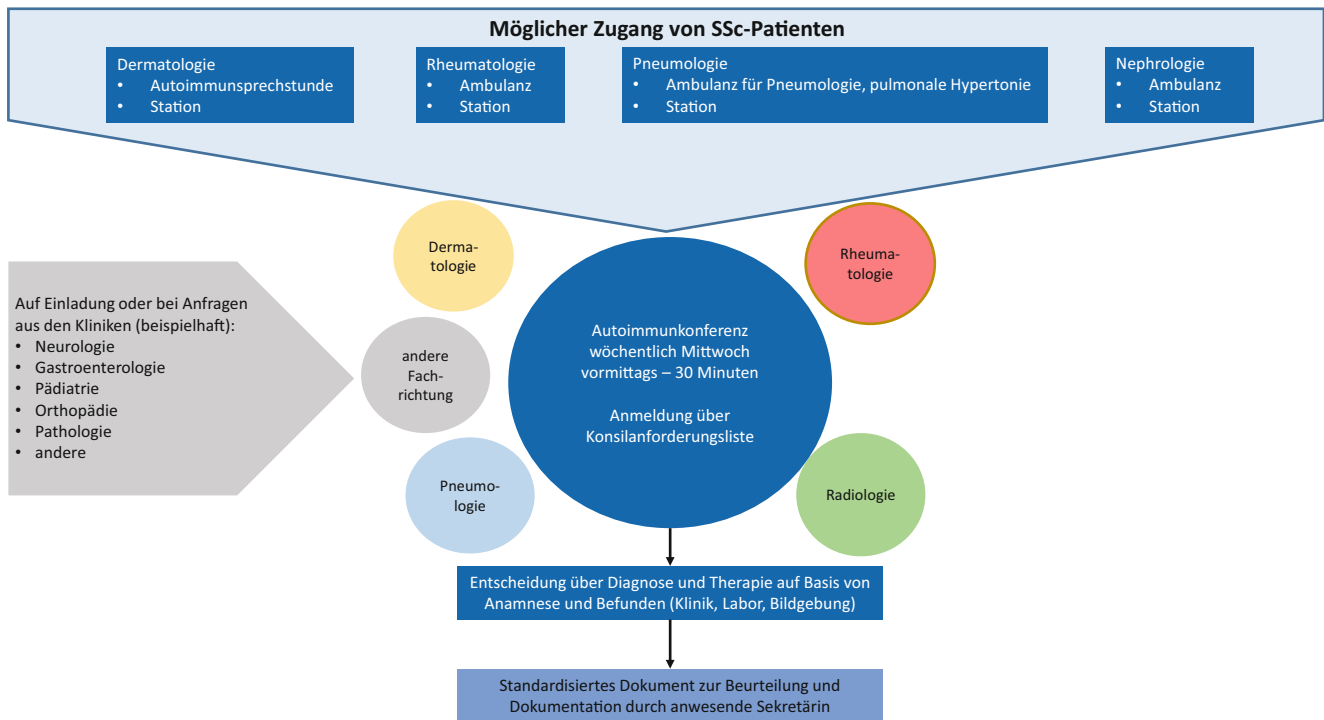 Möglicher Zugang von SSc-Patienten
Dermatologie
• Autoimmunsprechstunde
• Station
Rheumatologie
• Ambulanz
• Station
Pneumologie
• Ambulanz für Pneumologie, pulmonale Hypertonie
• Station
Nephrologie
• Ambulanz
• Station
Auf Einladung oder bei Anfragen
aus den Kliniken (beispielhaft):
• Neurologie
• Gastroenterologie
• Pädiatrie
• Orthopädie
• Pathologie
• andere
Derma-
tologie
andere
Fach-
richtung
Pneumo-
logie
Autoimmunkonferenz
wöchentlich Mittwoch
vormittags – 30 Minuten
Anmeldung über
Konsilanforderungsliste
Rheuma-
tologie
Radiologie
Entscheidung über Diagnose und Therapie auf Basis von
Anamnese und Befunden (Klinik, Labor, Bildgebung)
Standardisiertes Dokument zur Beurteilung und
Dokumentation durch anwesende Sekretärin